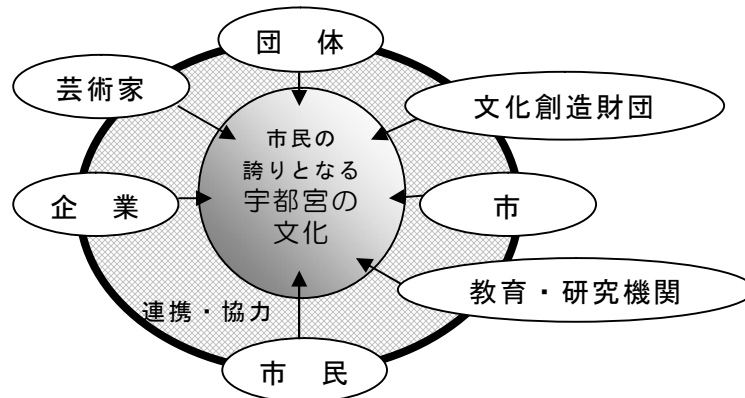 団　体
芸術家
文化創造財団
市民の
誇りとなる
宇都宮の
文化
企　業
市
教育・研究機関
連携・協力
市　民